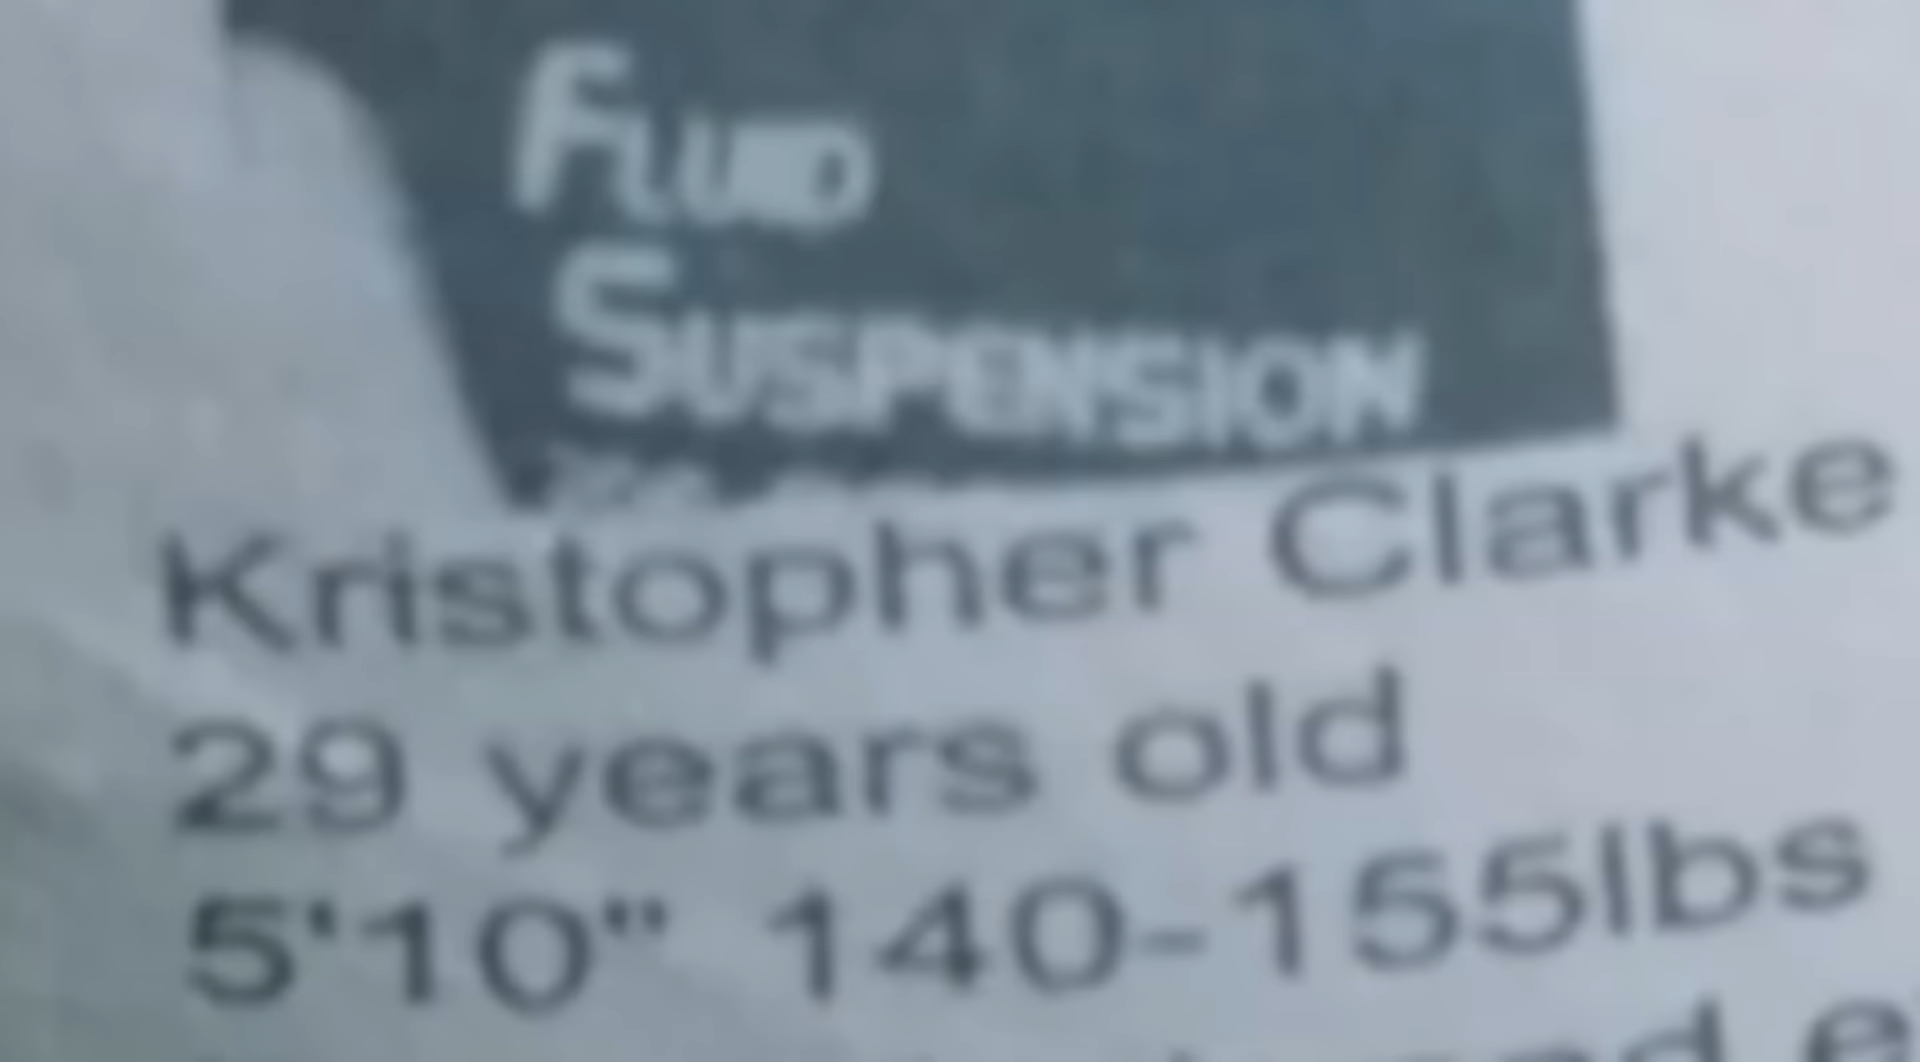 FLUID
SUSPENSION
Kristopher Clarke
29 years old
5'10" 140-155lbs